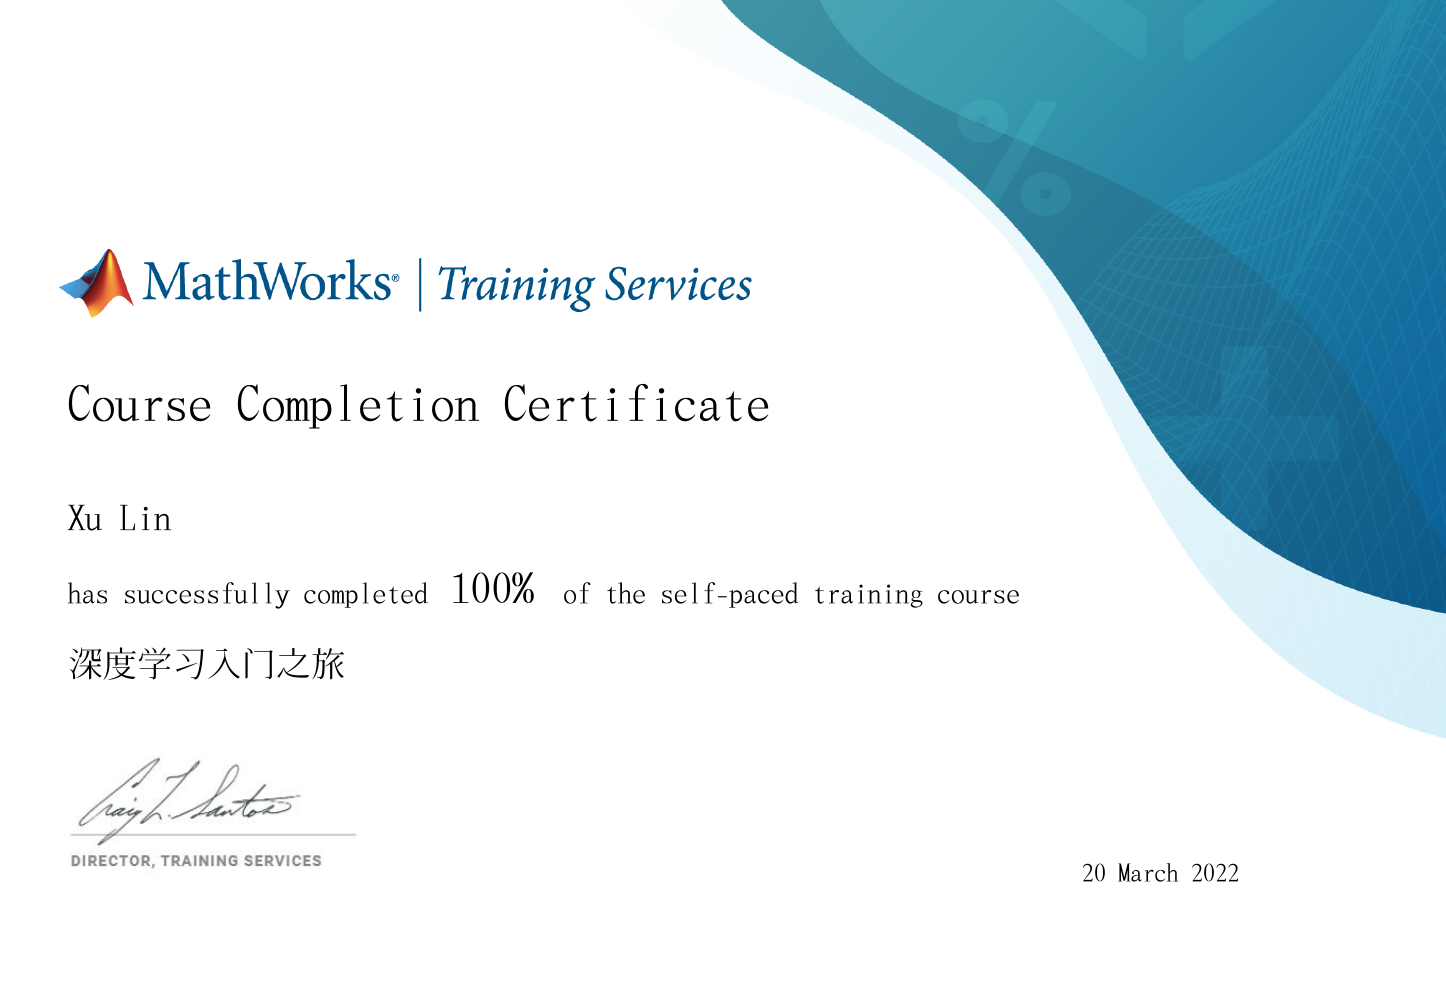 MathWorks® | Training Services
Course Completion Certificate
Xu Lin
has successfully completed 100% of the self-paced training course
深度学习入门之旅
Craig L. Santos
DIRECTOR, TRAINING SERVICES
20 March 2022